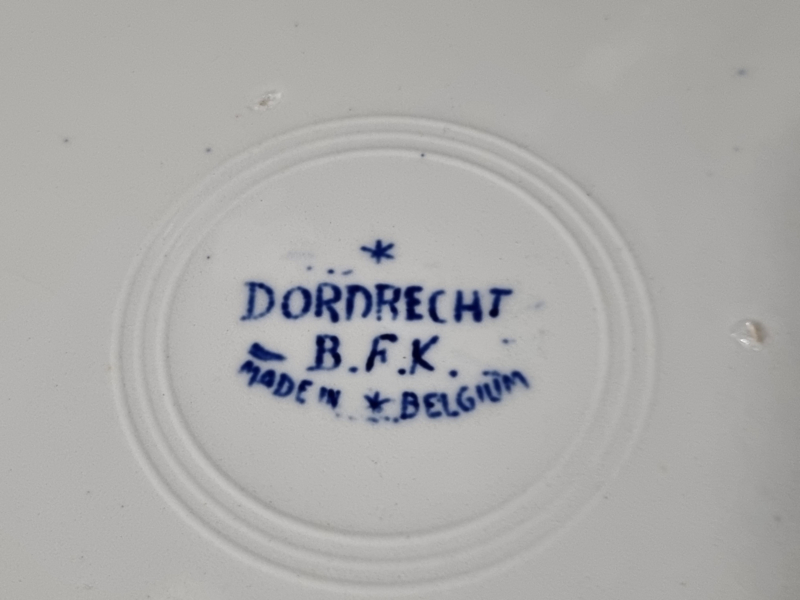 *
DORDRECHT
B.F.K.
MADE IN * BELGIUM